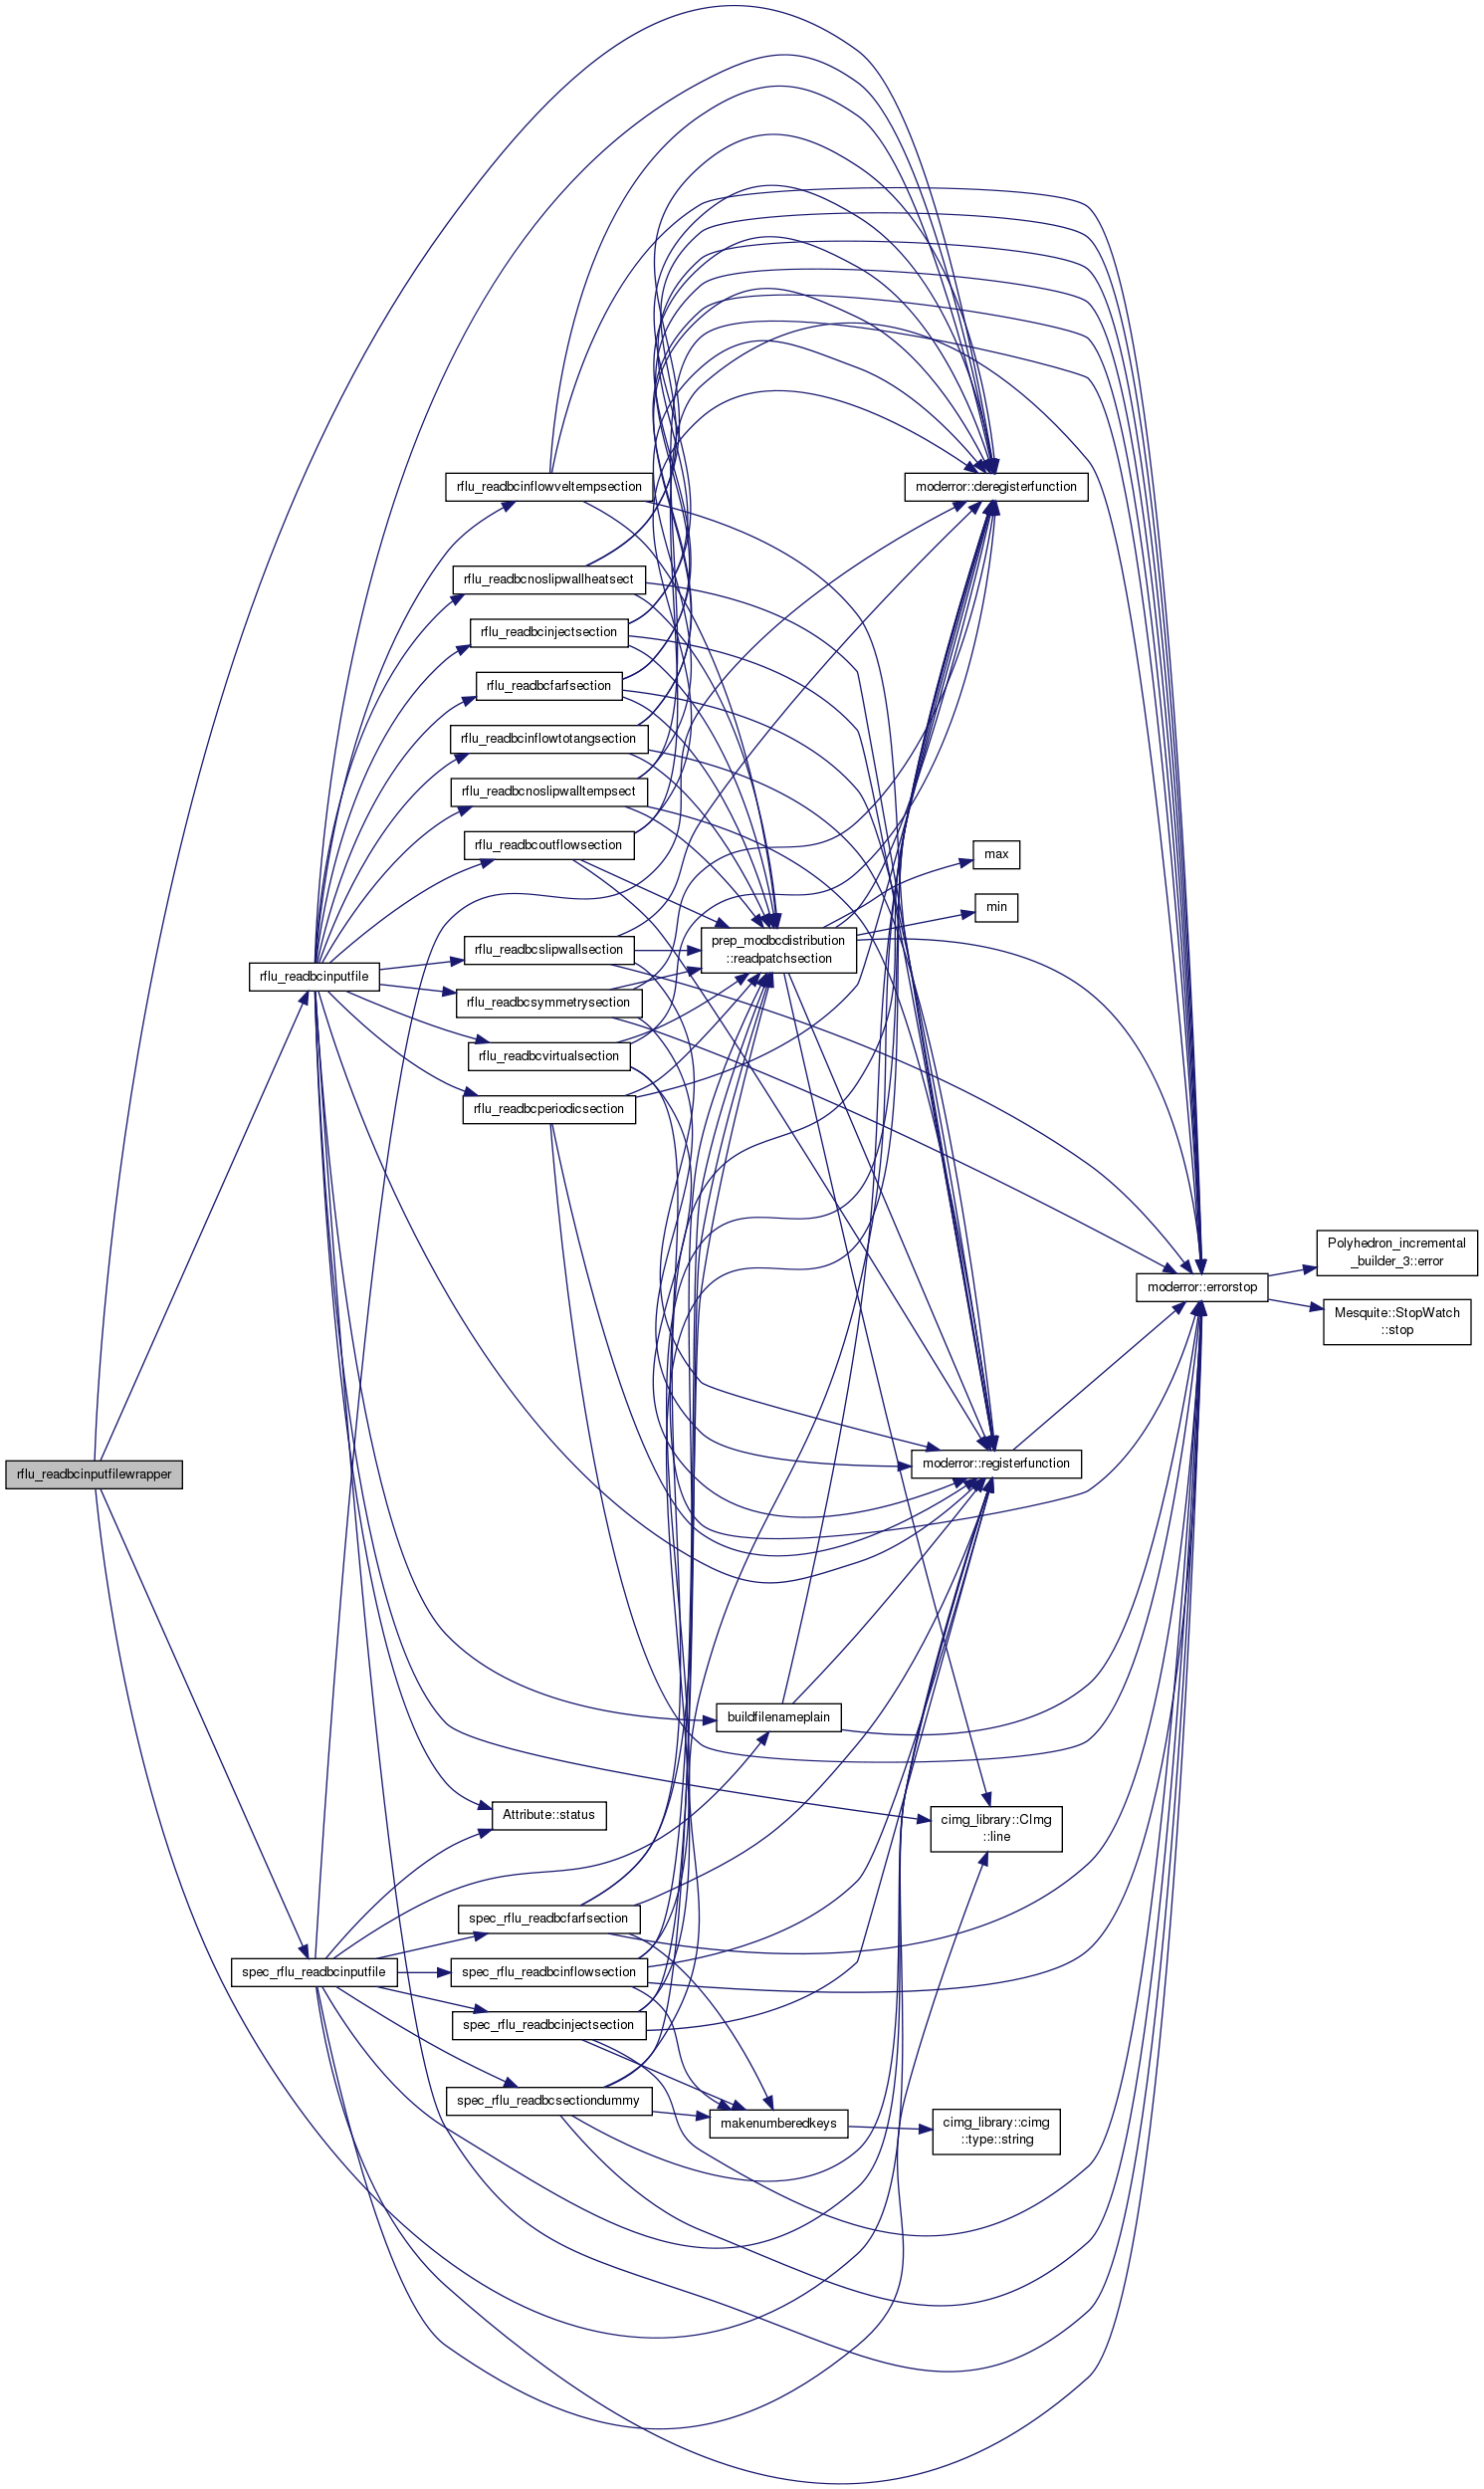 rflu_readbcinputfilewrapper
rflu_readbcinputfile
spec_rflu_readbcinputfile
rflu_readbcinflowveltempsection
rflu_readbcnoslipwallheatsect
rflu_readbcinjectsection
rflu_readbcfarfsection
rflu_readbcinflowtotangsection
rflu_readbcnoslipwalltempsect
rflu_readbcoutflowsection
rflu_readbcslipwallsection
rflu_readbcsymmetrysection
rflu_readbcvirtualsection
rflu_readbcperiodicsection
Attribute::status
spec_rflu_readbcfarfsection
spec_rflu_readbcinflowsection
spec_rflu_readbcinjectsection
spec_rflu_readbcsectiondummy
prep_modbcdistribution
::readpatchsection
buildfilenameplain
makenumberedkeys
moderror::deregisterfunction
max
min
moderror::registerfunction
cimg_library::CImg
::line
cimg_library::cimg
::type::string
moderror::errorstop
Polyhedron_incremental
_builder_3::error
Mesquite::StopWatch
::stop